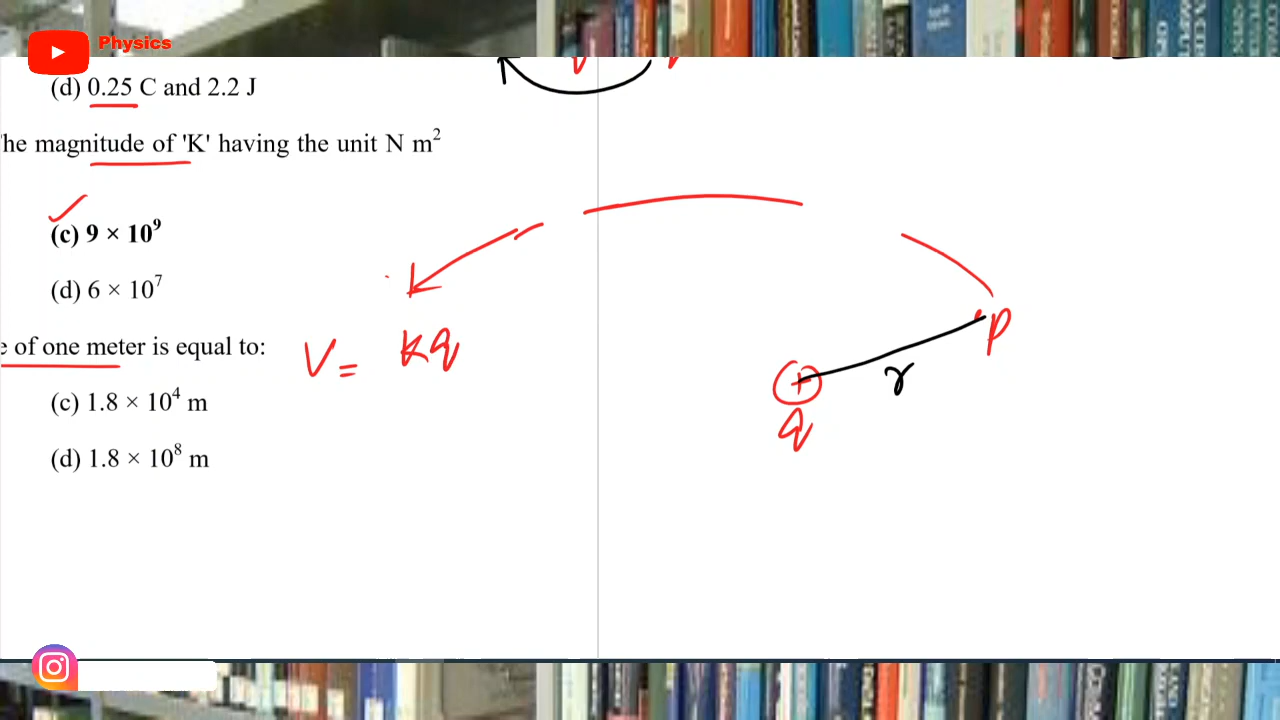 Physics
(d) 0.25 C and 2.2 J
he magnitude of 'K' having the unit N m²
(c) 9 × 10⁹
(d) 6 × 10⁷
e of one meter is equal to:
(c) 1.8 × 10⁴ m
(d) 1.8 × 10⁸ m
V = Kq
p
r
+
q